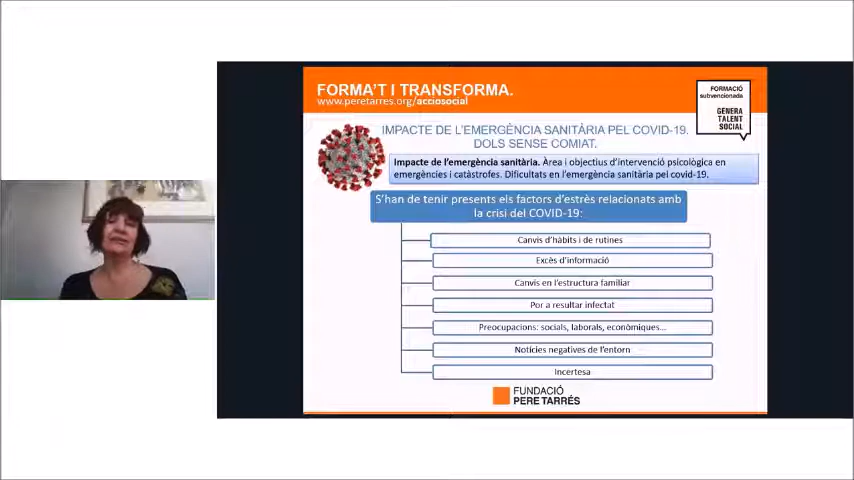 FORMA'T I TRANSFORMA.
www.peretarres.org/acciosocial
FORMACIÓ
subvencionada
GENERA
TALENT
SOCIAL
IMPACTE DE L'EMERGÈNCIA SANITÀRIA PEL COVID-19.
DOLS SENSE COMIAT.
Impacte de l'emergència sanitària. Àrea i objectius d'intervenció psicològica en
emergències i catàstrofes. Dificultats en l'emergència sanitària pel covid-19.
S'han de tenir presents els factors d'estrès relacionats amb
la crisi del COVID-19:
Canvis d'hàbits i de rutines
Excès d'informació
Canvis en l'estructura familiar
Por a resultar infectat
Preocupacions: socials, laborals, econòmiques...
Notícies negatives de l'entorn
Incertesa
FUNDACIÓ
PERE TARRÉS